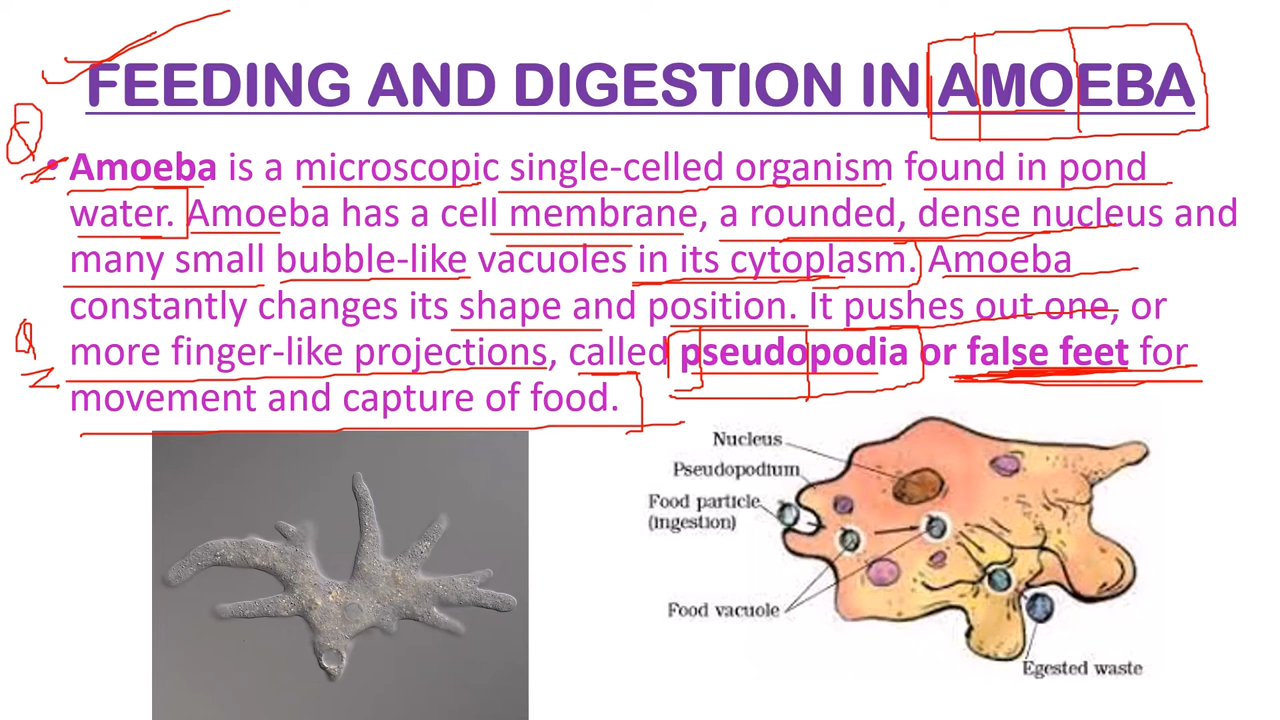 FEEDING AND DIGESTION IN AMOEBA
• Amoeba is a microscopic single-celled organism found in pond
water. Amoeba has a cell membrane, a rounded, dense nucleus and
many small bubble-like vacuoles in its cytoplasm. Amoeba
constantly changes its shape and position. It pushes out one, or
more finger-like projections, called pseudopodia or false feet for
movement and capture of food.
Nucleus
Pseudopodium
Food particle
(ingestion)
Food vacuole
Egested waste